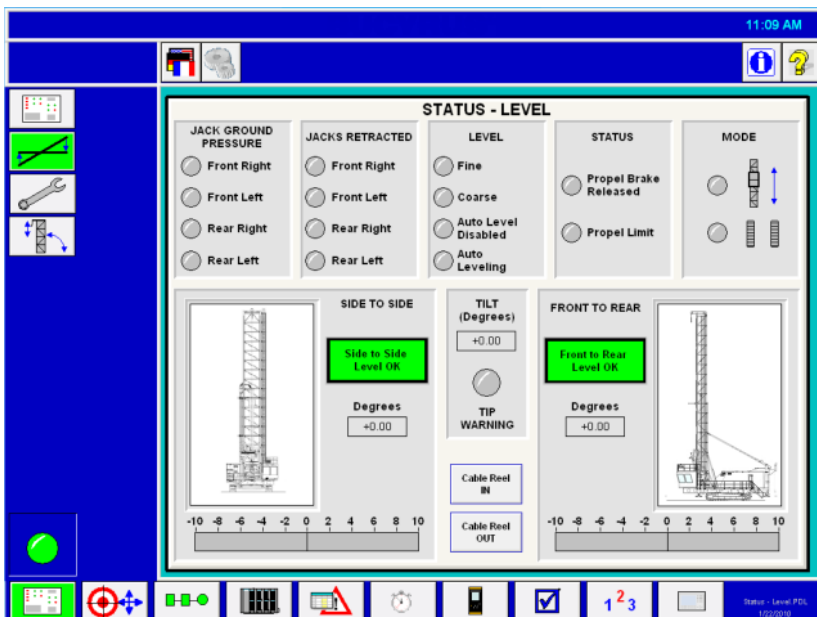 11:09 AM
STATUS - LEVEL
JACK GROUND
PRESSURE
Front Right
Front Left
Rear Right
Rear Left
JACKS RETRACTED
Front Right
Front Left
Rear Right
Rear Left
LEVEL
Fine
Coarse
Auto Level
Disabled
Auto
Leveling
STATUS
Propel Brake
Released
Propel Limit
MODE
SIDE TO SIDE
Side to Side
Level OK
Degrees
+0.00
-10 -8 -6 -4 -2 0 2 4 6 8 10
TILT
(Degrees)
+0.00
TIP
WARNING
Cable Reel
IN
Cable Reel
OUT
FRONT TO REAR
Front to Rear
Level OK
Degrees
+0.00
-10 -8 -6 -4 -2 0 2 4 6 8 10
1 2 3
Status - Level.PDL
1/22/2010